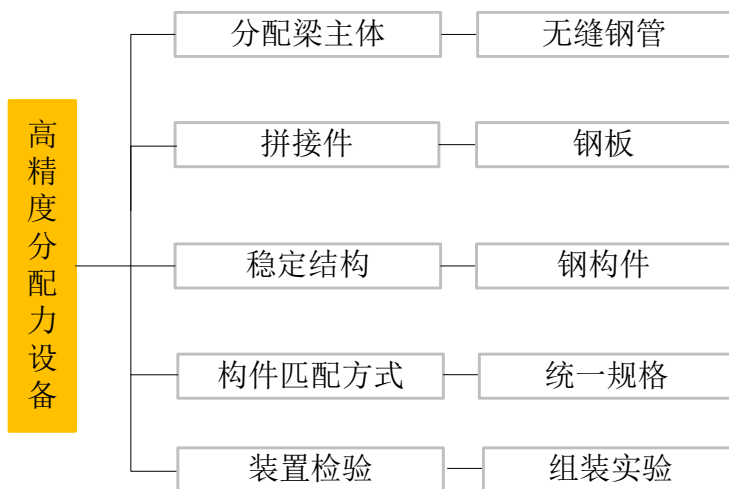 高精度分配力设备
分配梁主体
无缝钢管
拼接件
钢板
稳定结构
钢构件
构件匹配方式
统一规格
装置检验
组装实验